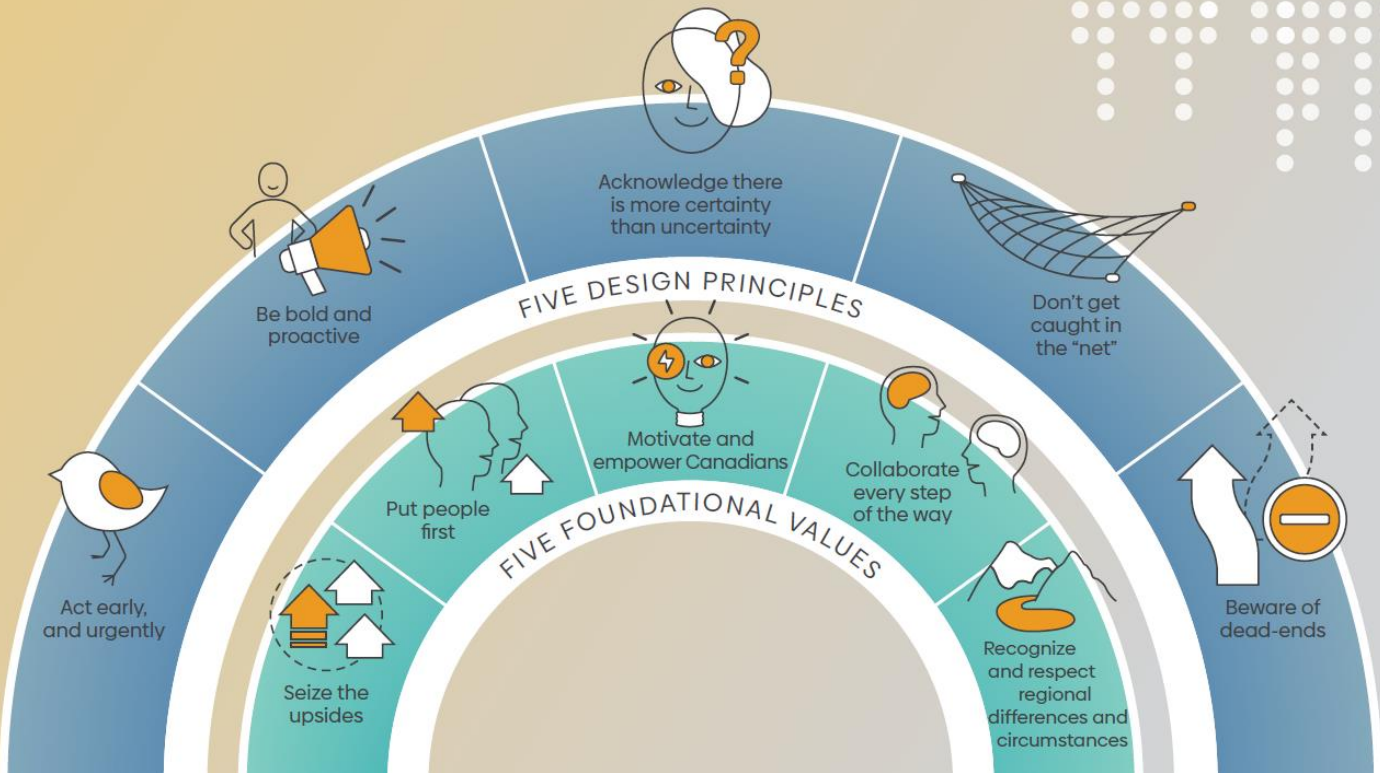 Acknowledge there
is more certainty
than uncertainty
Be bold and
proactive
Don't get
caught in
the “net”
Act early,
and urgently
Beware of
dead-ends
FIVE DESIGN PRINCIPLES
Motivate and
empower Canadians
Put people
first
Collaborate
every step
of the way
Seize the
upsides
Recognize
and respect
regional
differences and
circumstances
FIVE FOUNDATIONAL VALUES
?